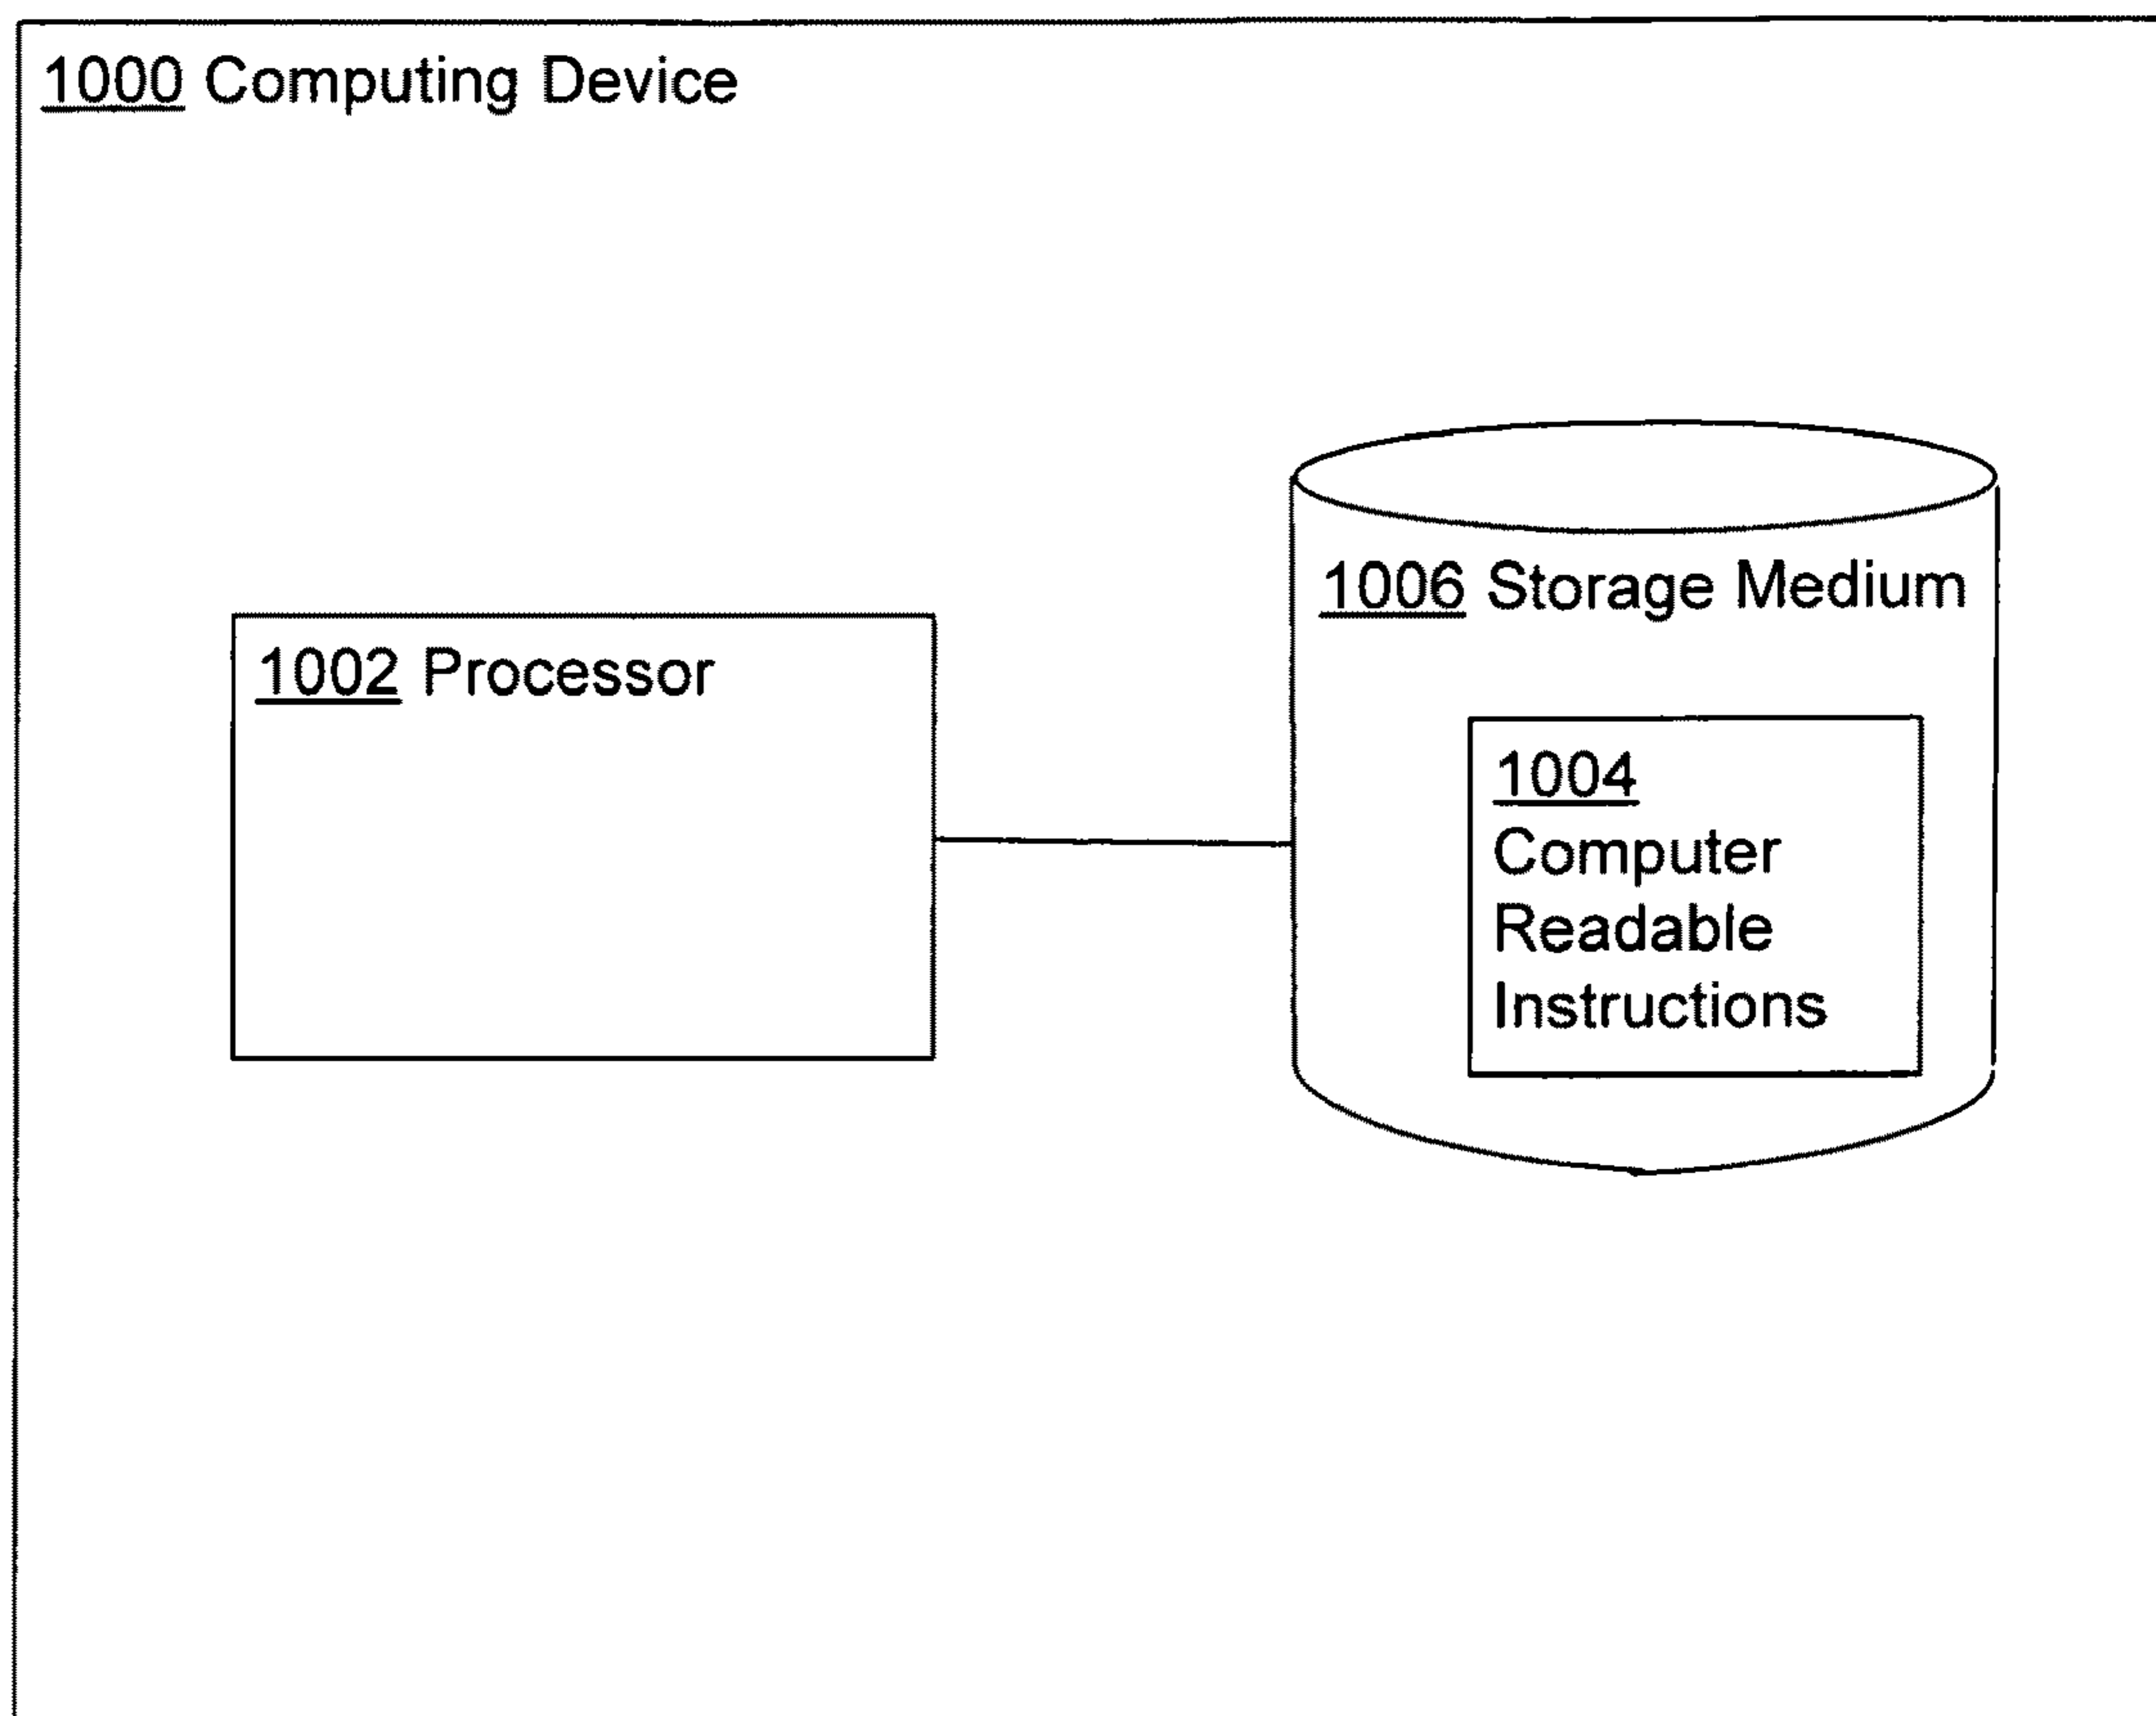 1000 Computing Device
1006 Storage Medium
1002 Processor
1004
Computer
Readable
Instructions